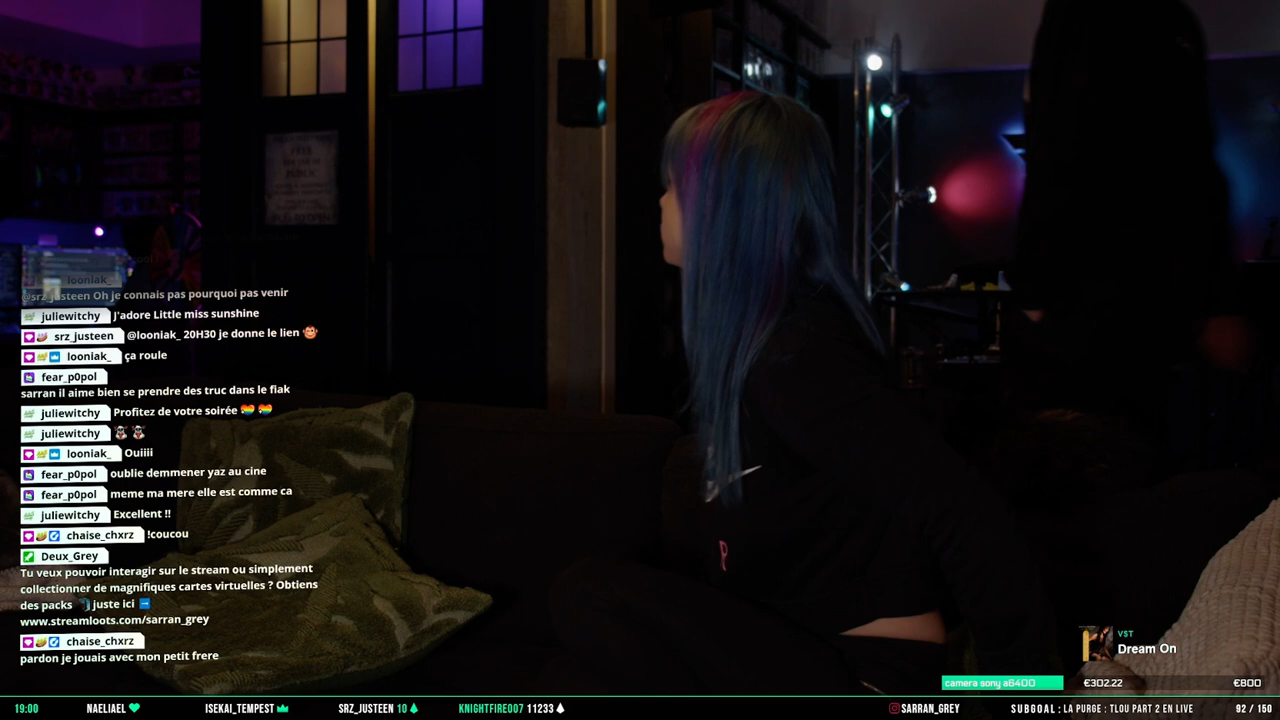 looniak_
@srz_justeen Oh je connais pas pourquoi pas venir
juliewitchy J'adore Little miss sunshine
srz_justeen @looniak_ 20H30 je donne le lien
looniak_ ça roule
fear_p0pol
sarran il aime bien se prendre des truc dans le fiak
juliewitchy Profitez de votre soirée
juliewitchy
looniak_ Ouiiii
fear_p0pol oublie demmener yaz au cine
fear_p0pol meme ma mere elle est comme ca
juliewitchy Excellent !!
chaise_chxrz !coucou
Deux_Grey
Tu veux pouvoir interagir sur le stream ou simplement
collectionner de magnifiques cartes virtuelles ? Obtiens
des packs juste ici
www.streamloots.com/sarran_grey
chaise_chxrz
pardon je jouais avec mon petit frere
P
VST
Dream On
camera sony a6400 €302.22 €800
19:00 NAELIAEL ISEKAI_TEMPEST SRZ_JUSTEEN 10 KNIGHTFIRE007 11233 SARRAN_GREY SUBGOAL : LA PURGE : TLOU PART 2 EN LIVE 92 / 150